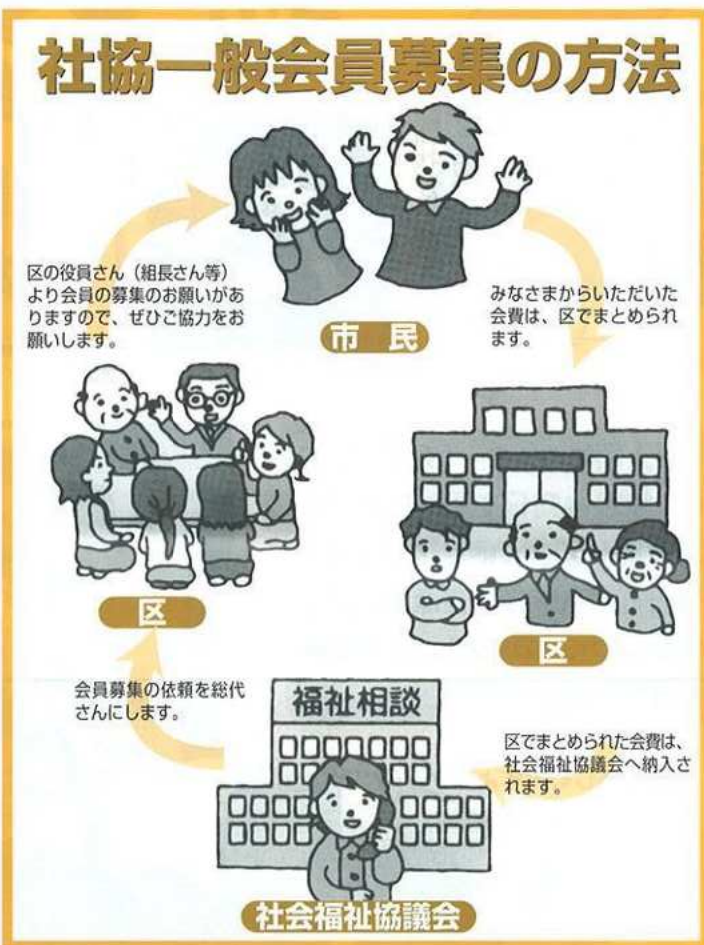 社協一般会員募集の方法
区の役員さん（組長さん等）
より会員の募集のお願いがあ
りますので、ぜひご協力をお
願いします。
市民
みなさまからいただいた
会費は、区でまとめられ
ます。
区
区
会員募集の依頼を総代
さんにします。
福祉相談
区でまとめられた会費は、
社会福祉協議会へ納入さ
れます。
社会福祉協議会